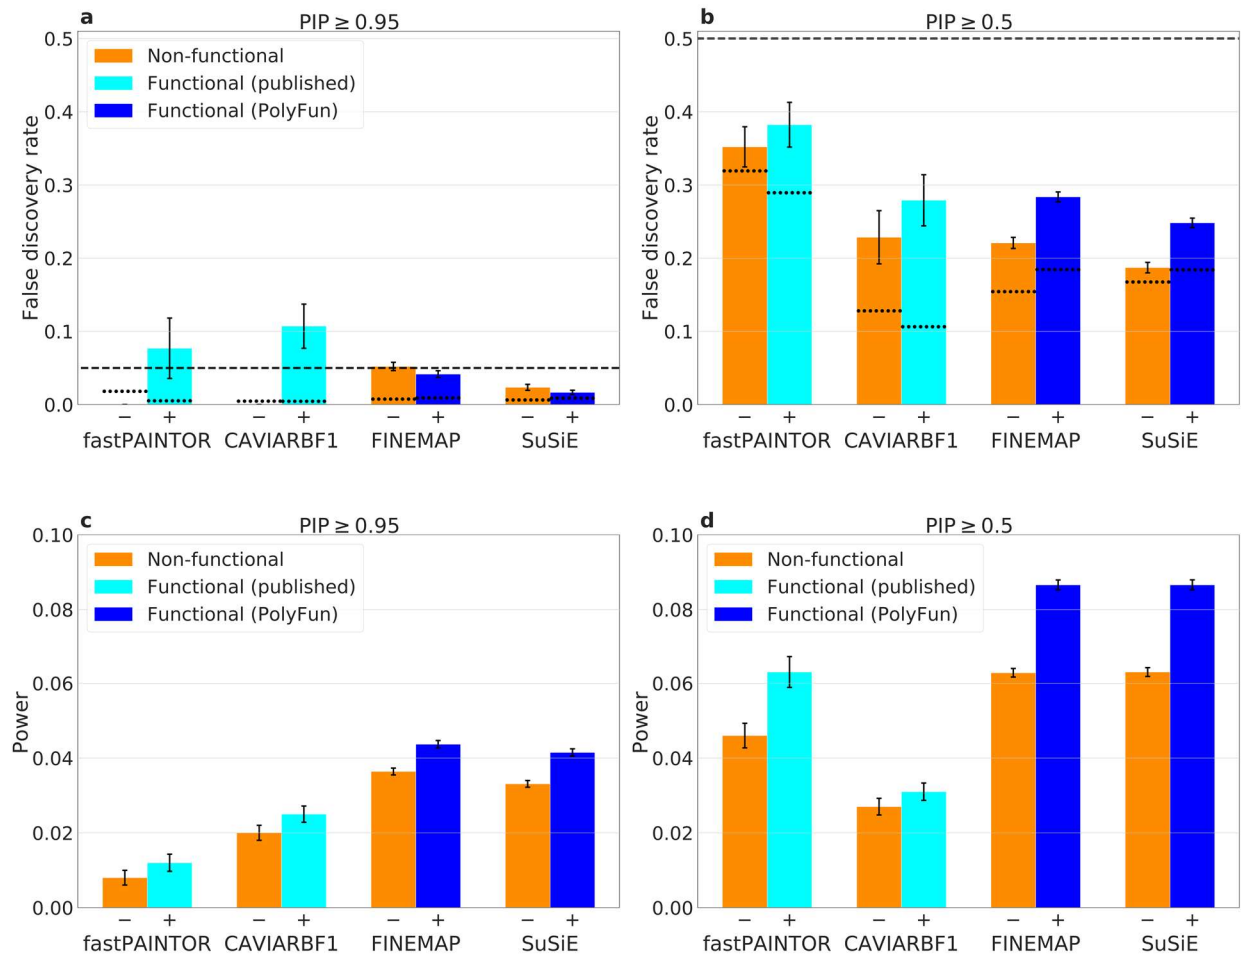 a
PIP ≥ 0.95
False discovery rate
0.5
0.4
0.3
0.2
0.1
0.0
Non-functional
Functional (published)
Functional (PolyFun)
− + − + − + − +
fastPAINTOR CAVIARBF1 FINEMAP SuSiE
b
PIP ≥ 0.5
False discovery rate
0.5
0.4
0.3
0.2
0.1
0.0
− + − + − + − +
fastPAINTOR CAVIARBF1 FINEMAP SuSiE
c
PIP ≥ 0.95
Power
0.10
0.08
0.06
0.04
0.02
0.00
Non-functional
Functional (published)
Functional (PolyFun)
− + − + − + − +
fastPAINTOR CAVIARBF1 FINEMAP SuSiE
d
PIP ≥ 0.5
Power
0.10
0.08
0.06
0.04
0.02
0.00
Non-functional
Functional (published)
Functional (PolyFun)
− + − + − + − +
fastPAINTOR CAVIARBF1 FINEMAP SuSiE